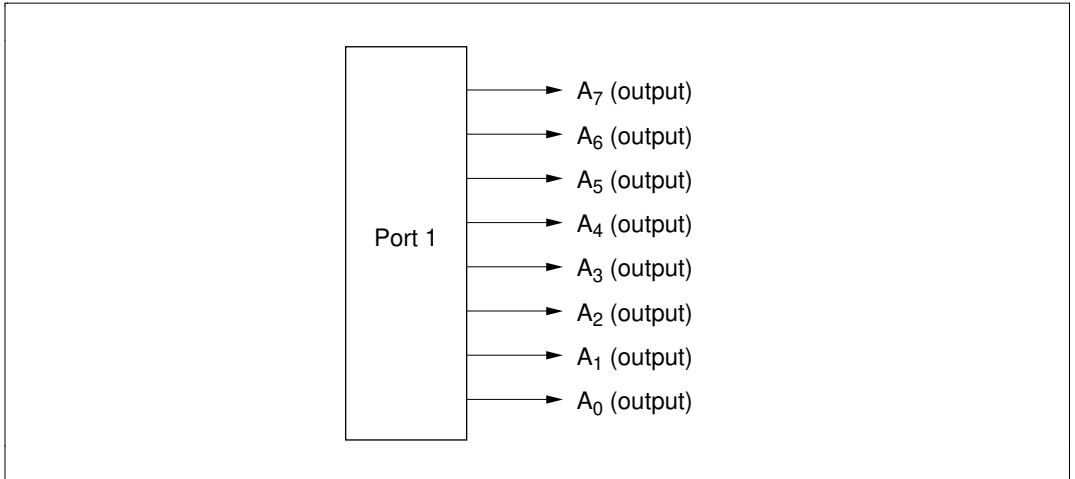 A7 (output)
A6 (output)
A5 (output)
A4 (output)
Port 1
A3 (output)
A2 (output)
A1 (output)
A0 (output)